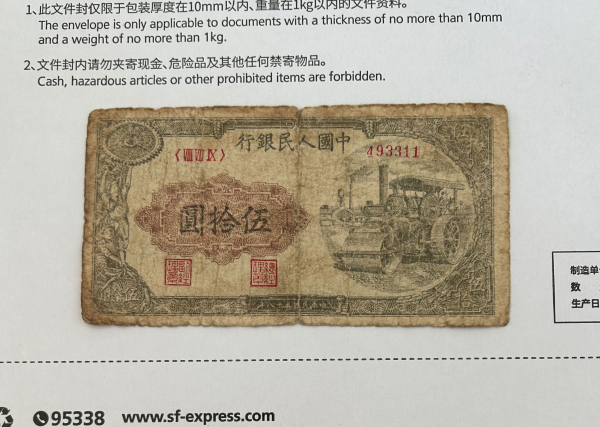 1、此文件封仅限于包装厚度在10mm以内、重量在1kg以内的文件资料。
The envelope is only applicable to documents with a thickness of no more than 10mm
and a weight of no more than 1kg.
2、文件封内请勿夹寄现金、危险品及其他任何禁寄物品。
Cash, hazardous articles or other prohibited items are forbidden.
行銀民人國中
〈ⅧⅦⅨ〉 493311
圓拾伍
制造单
数
生产日
95338 www.sf-express.com